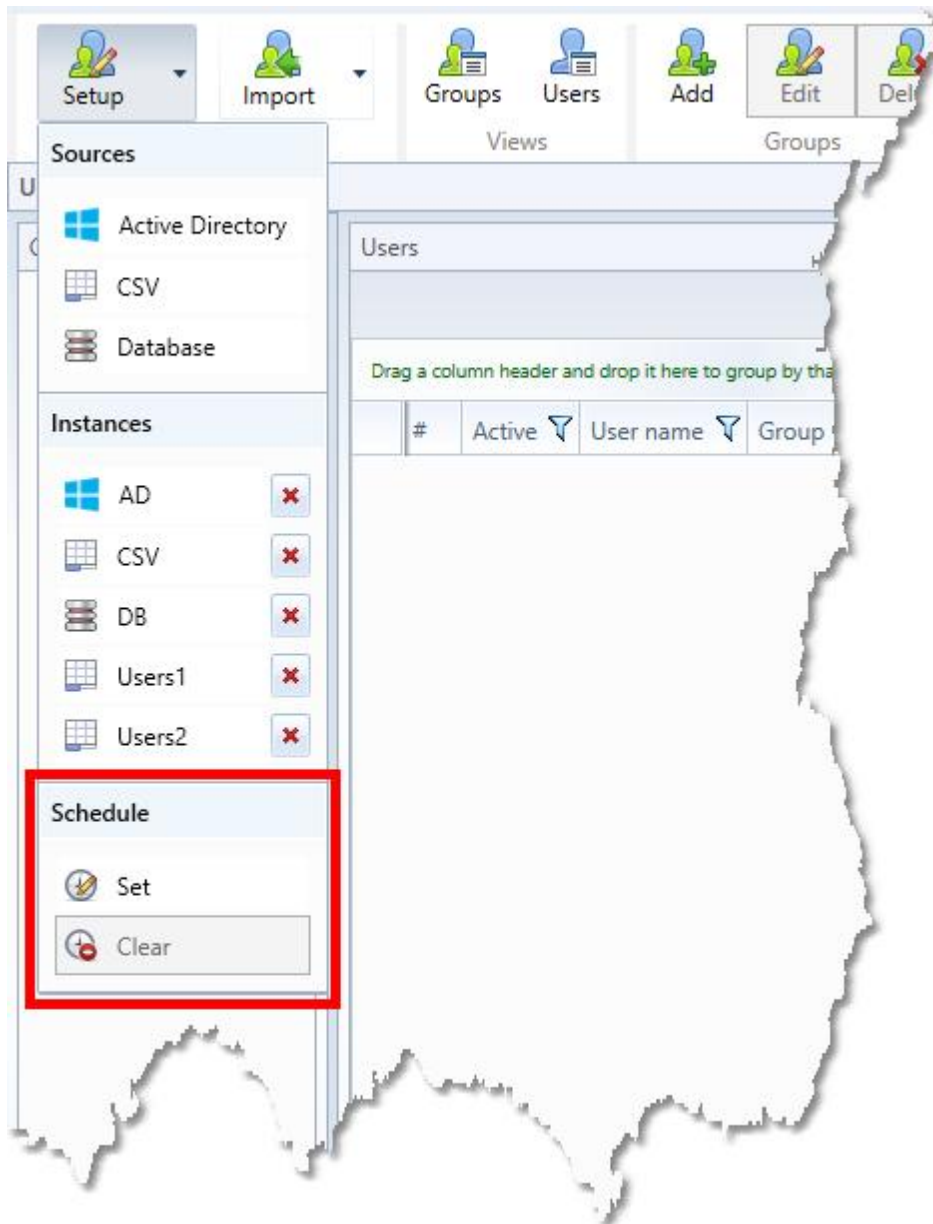 Setup Import Groups Users Add Edit
Views Groups
Sources
Active Directory
Users
CSV
Database
Drag a column header and drop it here to group by
Instances
# Active User name Group
AD
CSV
DB
Users1
Users2
Schedule
Set
Clear